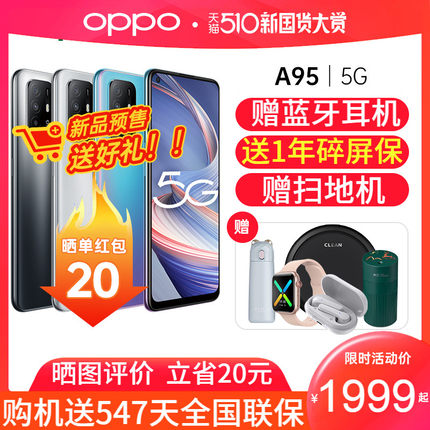 oppo
天猫510新国货大赏
A95 | 5G
赠蓝牙耳机
送1年碎屏保
赠扫地机
新品预售
送好礼！！
5G
晒单红包
20
赠
CLEAN
晒图评价 立省20元
限时活动价
¥1999起
购机送547天全国联保